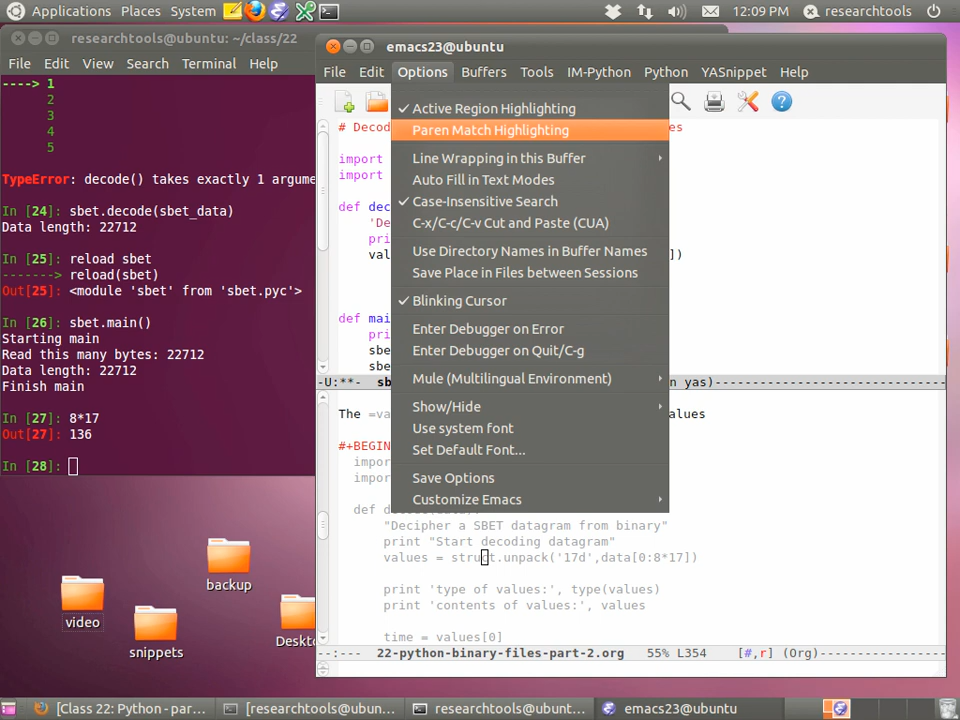 Applications Places System 12:09 PM researchtools
researchtools@ubuntu: ~/class/22
File Edit View Search Terminal Help
----> 1
2
3
4
5
TypeError: decode() takes exactly 1 argume
In [24]: sbet.decode(sbet_data)
Data length: 22712
In [25]: reload sbet
-------> reload(sbet)
Out[25]: <module 'sbet' from 'sbet.pyc'>
In [26]: sbet.main()
Starting main
Read this many bytes: 22712
Data length: 22712
Finish main
In [27]: 8*17
Out[27]: 136
In [28]:
emacs23@ubuntu
File Edit Options Buffers Tools IM-Python Python YASnippet Help
Active Region Highlighting
Paren Match Highlighting
Line Wrapping in this Buffer
Auto Fill in Text Modes
Case-Insensitive Search
C-x/C-c/C-v Cut and Paste (CUA)
Use Directory Names in Buffer Names
Save Place in Files between Sessions
Blinking Cursor
Enter Debugger on Error
Enter Debugger on Quit/C-g
Mule (Multilingual Environment)
Show/Hide
Use system font
Set Default Font...
Save Options
Customize Emacs
# Decod es
import
import
def dec
'De
pri
val ])
def mai
pri
sbe
sbe
-U:**- sb n yas)--------------------------------
The =va alues
#+BEGIN
impor
impor
def d
"Decipher a SBET datagram from binary"
print "Start decoding datagram"
values = struct.unpack('17d',data[0:8*17])
print 'type of values:', type(values)
print 'contents of values:', values
time = values[0]
--:--- 22-python-binary-files-part-2.org 55% L354 [#,r] (Org)-----------------
backup
video
snippets
Deskto
[Class 22: Python - par... [researchtools@ubun... researchtools@ubunt... emacs23@ubuntu